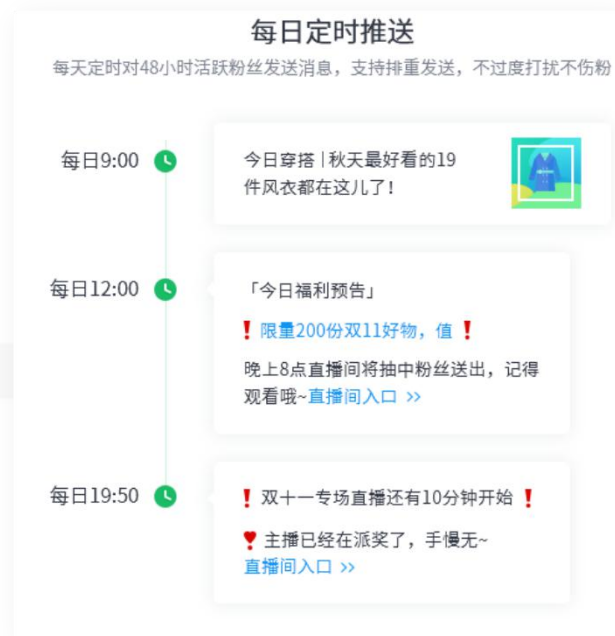 每日定时推送
每天定时对48小时活跃粉丝发送消息，支持排重发送，不过度打扰不伤粉
每日9:00
今日穿搭 | 秋天最好看的19
件风衣都在这儿了！
每日12:00
「今日福利预告」
❗ 限量200份双11好物，值 ❗
晚上8点直播间将抽中粉丝送出，记得
观看哦~直播间入口 >>
每日19:50
❗ 双十一专场直播还有10分钟开始 ❗
❣ 主播已经在派奖了，手慢无~
直播间入口 >>